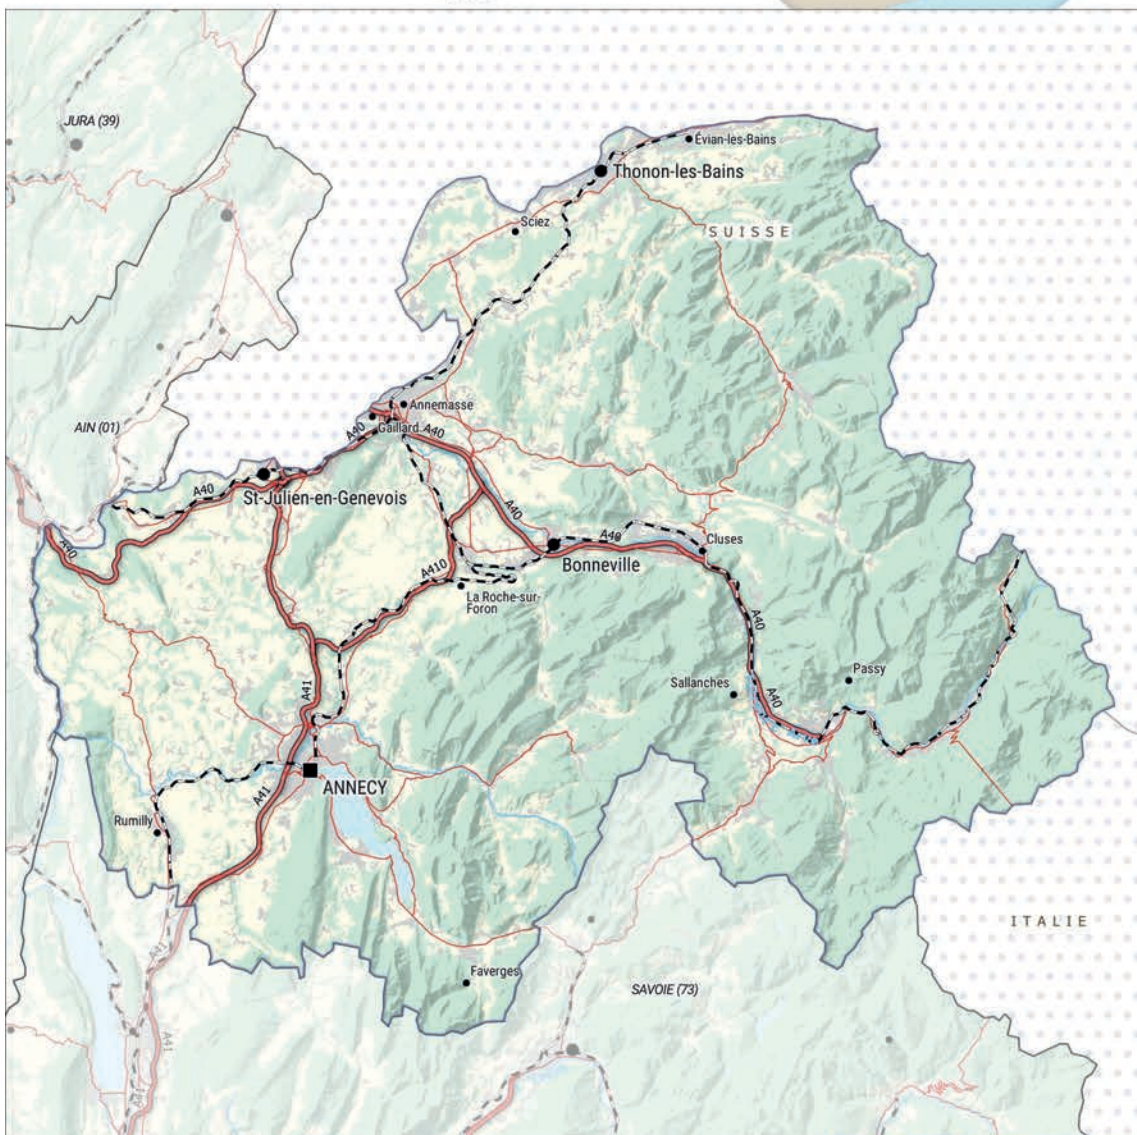 JURA (39)
Évian-les-Bains
Thonon-les-Bains
Sciez
SUISSE
Annemasse
Gaillard
A40
A40
AIN (01)
A40
St-Julien-en-Genevois
A40
A40
A40
Cluses
Bonneville
A40
A410
La Roche-sur-
Foron
A40
Passy
Sallanches
A40
A41
ANNECY
A41
Rumilly
ITALIE
Faverges
SAVOIE (73)
A41